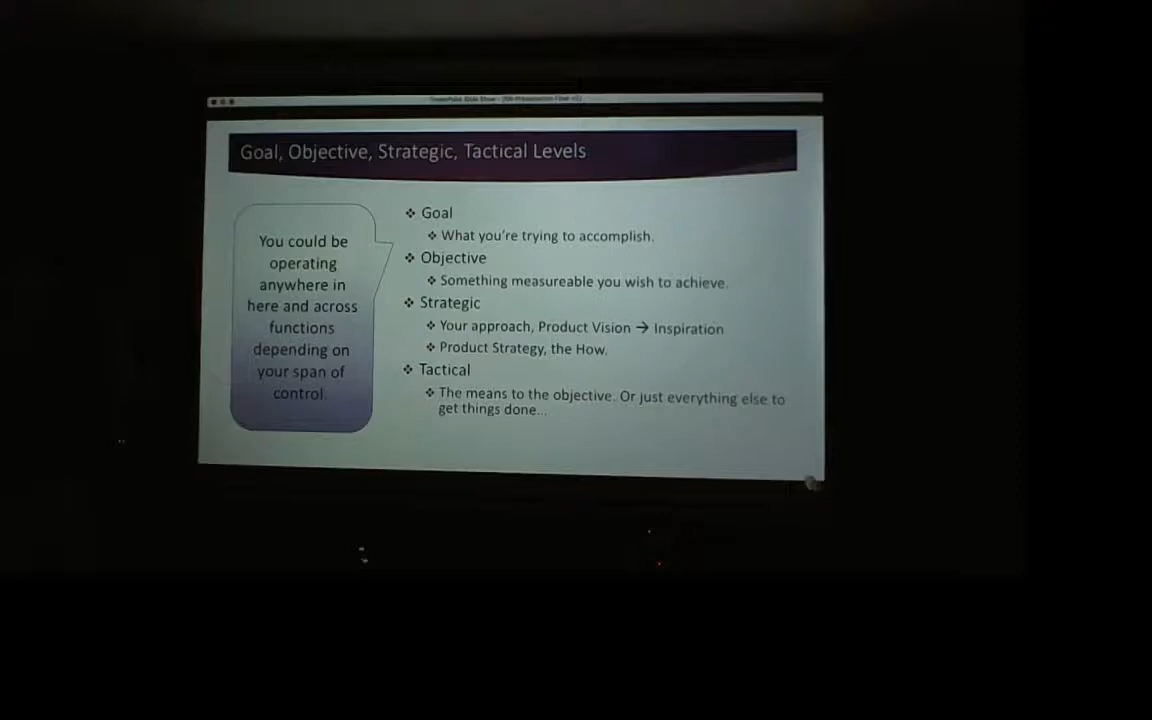 PowerPoint Slide Show -
Goal, Objective, Strategic, Tactical Levels
You could be
operating
anywhere in
here and across
functions
depending on
your span of
control.
❖ Goal
❖ What you're trying to accomplish.
❖ Objective
❖ Something measureable you wish to achieve.
❖ Strategic
❖ Your approach, Product Vision → Inspiration
❖ Product Strategy, the How.
❖ Tactical
❖ The means to the objective. Or just everything else to
get things done...